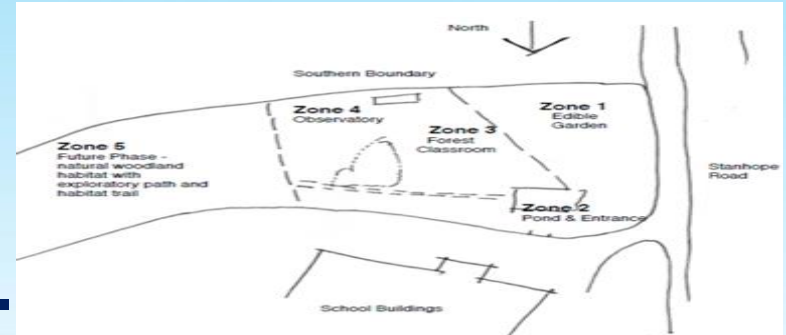 North
Southern Boundary
Zone 4
Observatory
Zone 1
Edible
Garden
Zone 3
Forest
Classroom
Zone 5
Future Phase -
natural woodland
habitat with
exploratory path and
habitat trail
Stanhope
Road
Zone 2
Pond & Entrance
School Buildings